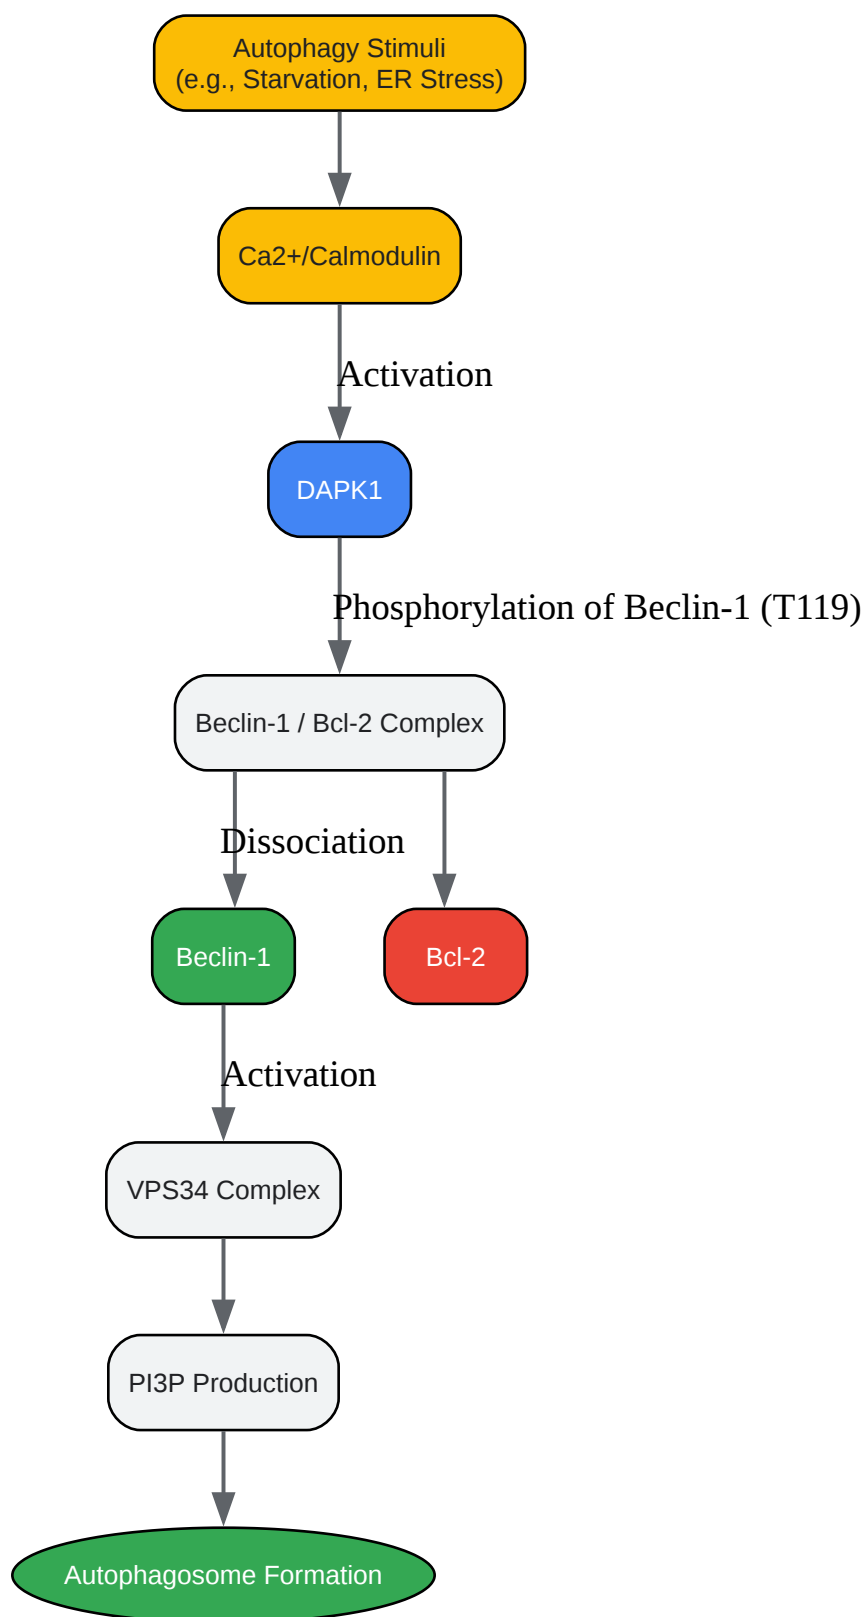 Autophagy Stimuli
(e.g., Starvation, ER Stress)
Ca2+/Calmodulin
Activation
DAPK1
Phosphorylation of Beclin-1 (T119)
Beclin-1 / Bcl-2 Complex
Dissociation
Beclin-1
Bcl-2
Activation
VPS34 Complex
PI3P Production
Autophagosome Formation